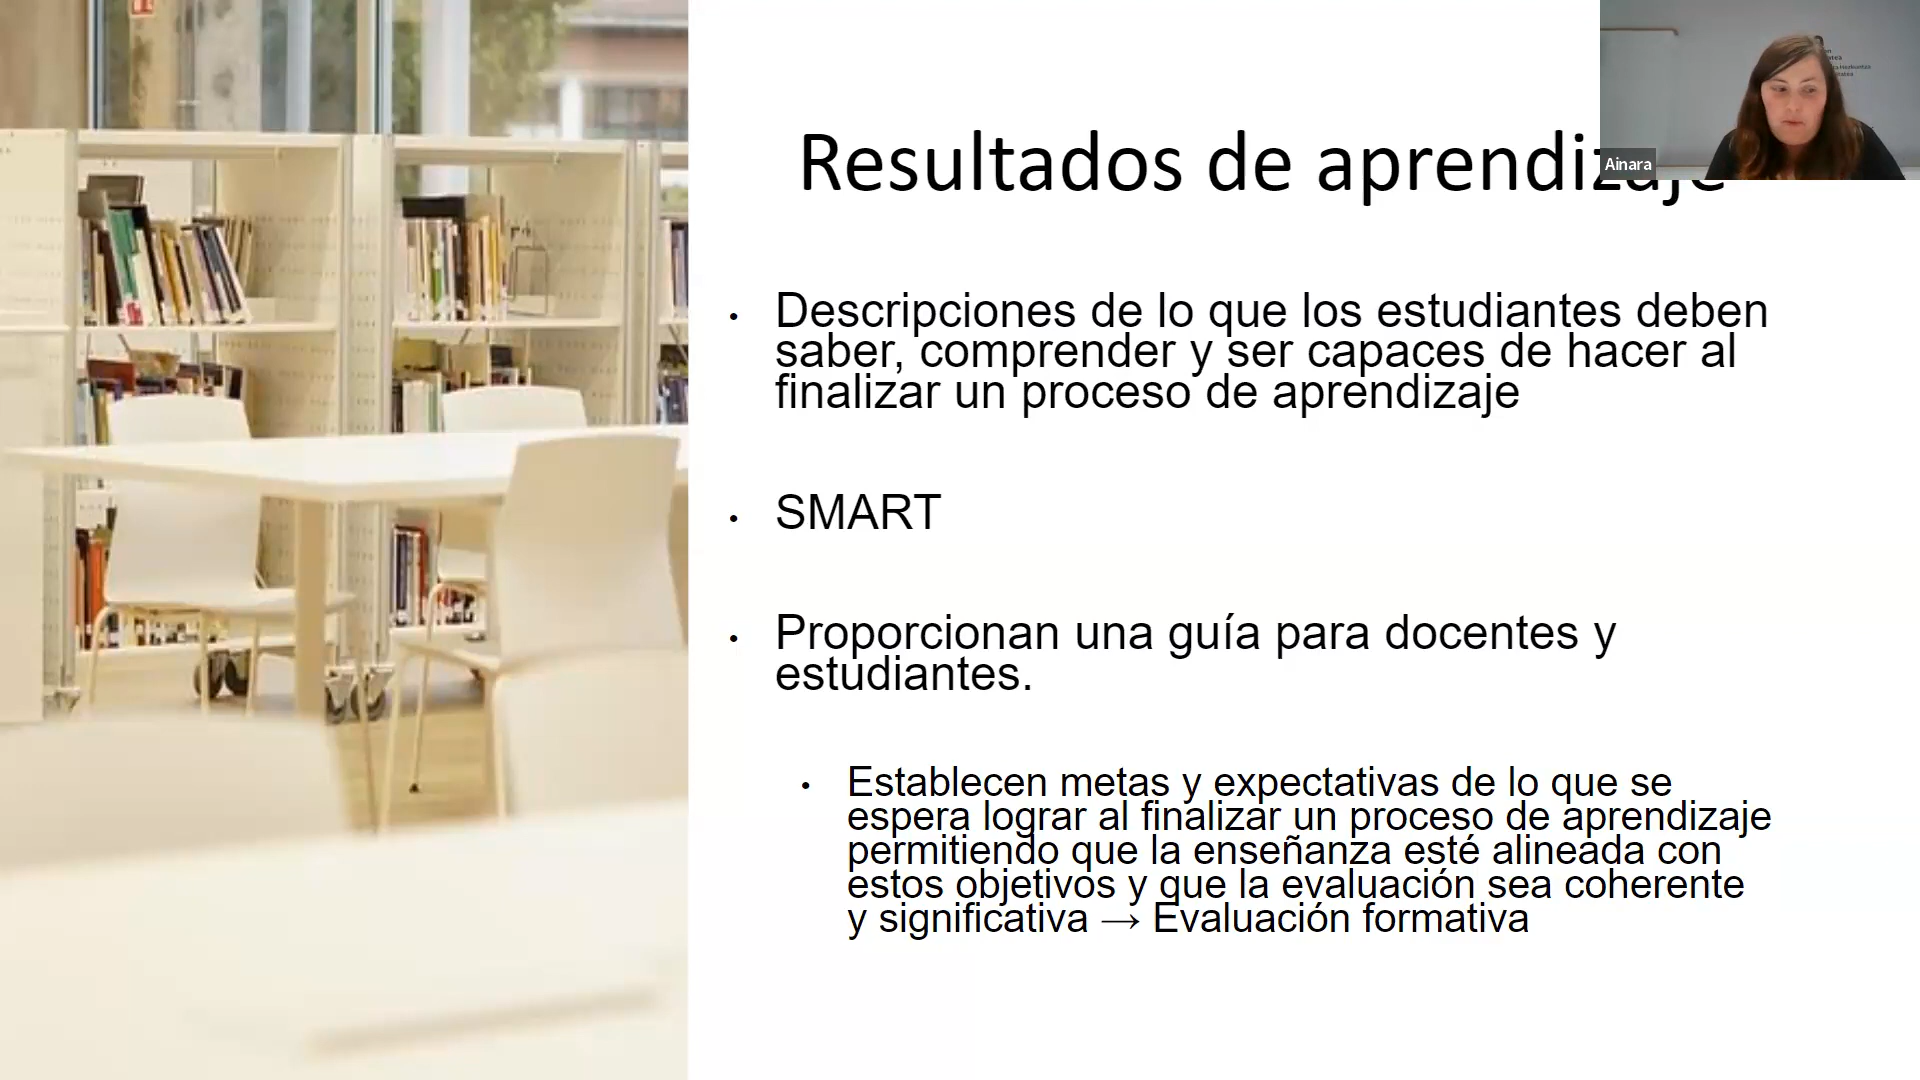 Resultados de aprendizaje
Ainara
• Descripciones de lo que los estudiantes deben
saber, comprender y ser capaces de hacer al
finalizar un proceso de aprendizaje
• SMART
• Proporcionan una guía para docentes y
estudiantes.
• Establecen metas y expectativas de lo que se
espera lograr al finalizar un proceso de aprendizaje
permitiendo que la enseñanza esté alineada con
estos objetivos y que la evaluación sea coherente
y significativa → Evaluación formativa